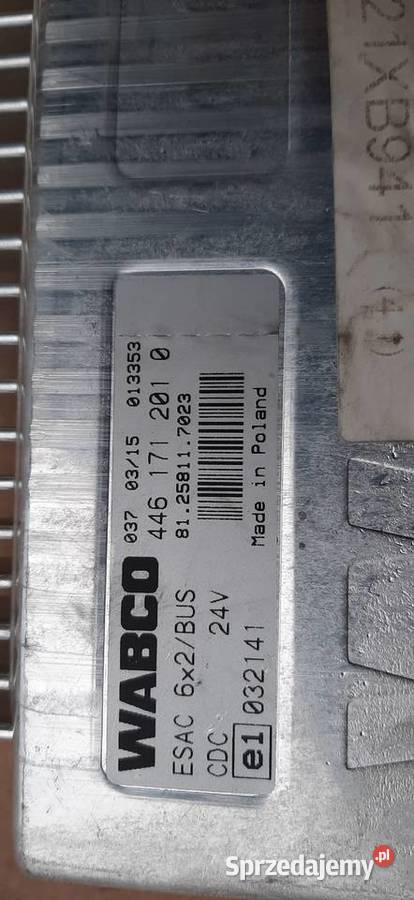 WABCO
037 03/15 013353
446 171 201 0
ESAC 6x2/BUS
81.25811.7023
CDC 24V
e1 032141
Made in Poland
21XB941 (41)
Sprzedajemy.pl